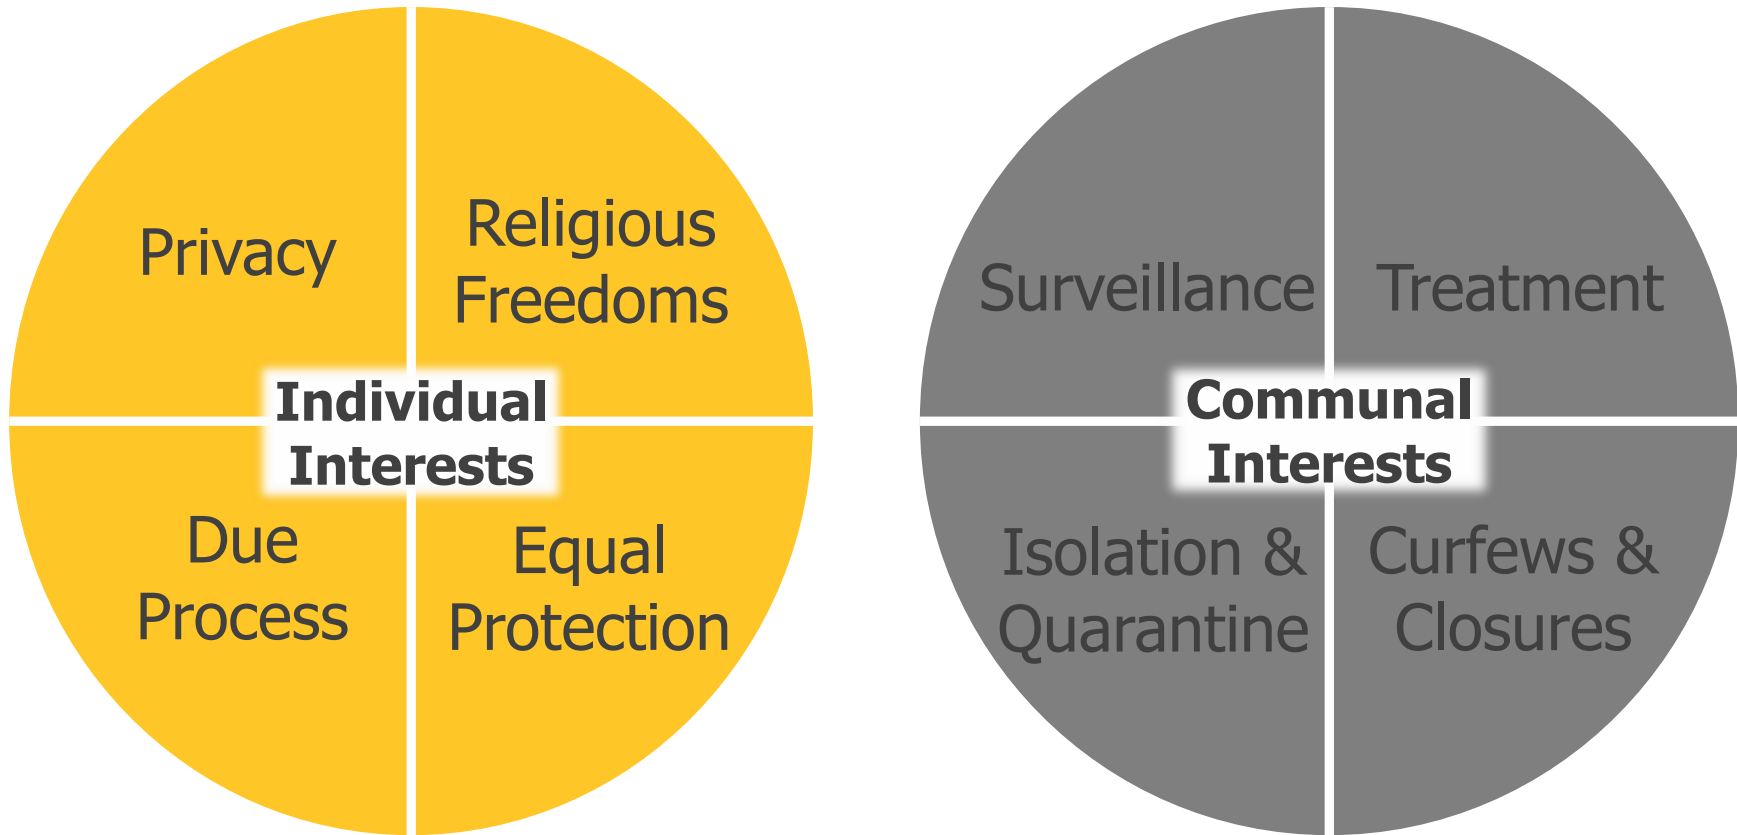 Privacy
Religious
Freedoms
Individual
Interests
Due
Process
Equal
Protection
Surveillance
Treatment
Communal
Interests
Isolation &
Quarantine
Curfews &
Closures